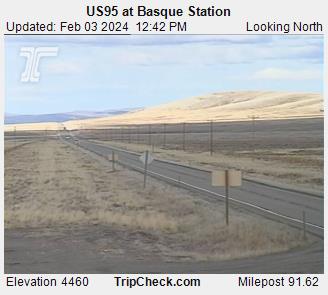 US95 at Basque Station
Updated: Feb 03 2024 12:42 PM Looking North
Elevation 4460 TripCheck.com Milepost 91.62